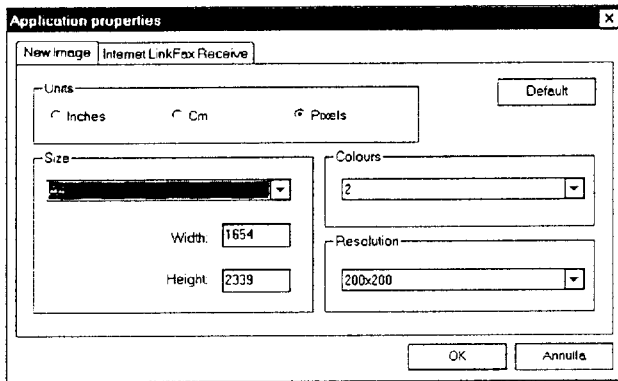 Application properties
New Image Internet LinkFax Receive
Units
Inches Cm Pixels
Default
Size
Colours
2
Width: 1654
Height: 2339
Resolution
200x200
OK Annulla